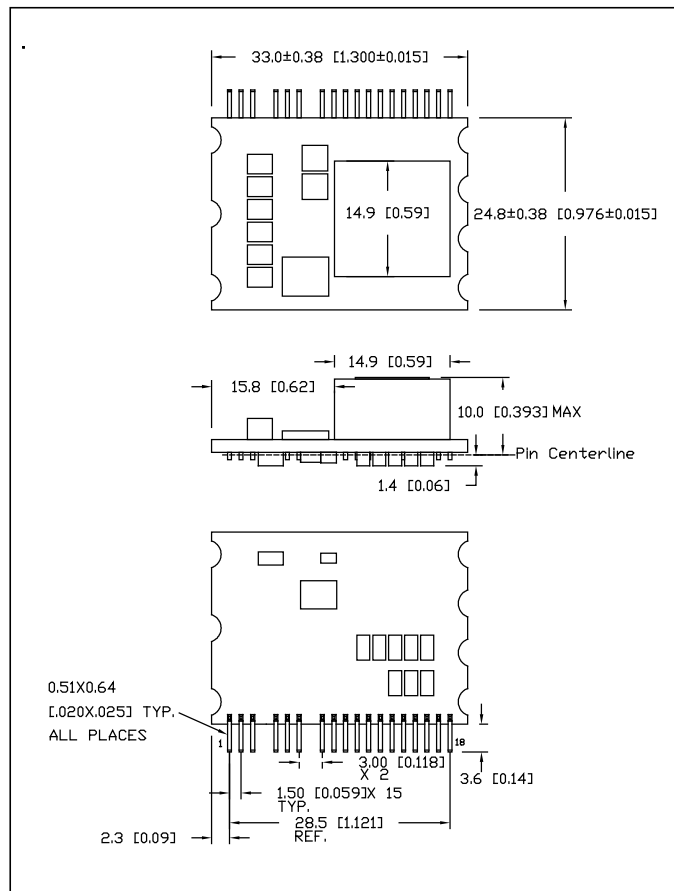 33.0±0.38 [1.300±0.015]
14.9 [0.59]
24.8±0.38 [0.976±0.015]
14.9 [0.59]
15.8 [0.62]
10.0 [0.393] MAX
Pin Centerline
1.4 [0.06]
0.51X0.64
[.020X.025] TYP.
ALL PLACES
1
18
3.00 [0.118]
X 2
3.6 [0.14]
1.50 [0.059]X 15
TYP.
28.5 [1.121]
REF.
2.3 [0.09]